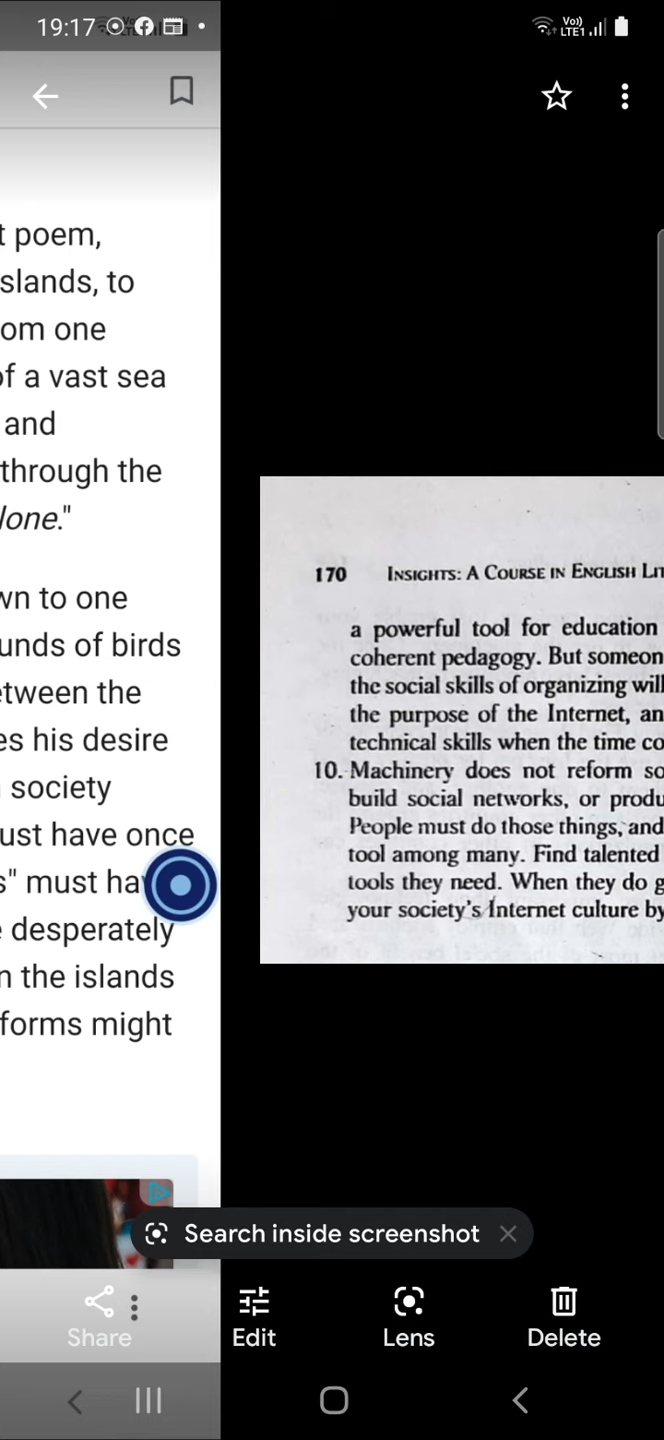 19:17
Vo))
LTE1
t poem,
slands, to
om one
of a vast sea
and
through the
lone."
wn to one
unds of birds
etween the
es his desire
society
ust have once
s" must hav
e desperately
n the islands
forms might
170 INSIGHTS: A COURSE IN ENGLISH LIT
a powerful tool for education
coherent pedagogy. But someon
the social skills of organizing will
the purpose of the Internet, an
technical skills when the time co
10. Machinery does not reform so
build social networks, or produ
People must do those things, and
tool among many. Find talented
tools they need. When they do g
your society's Internet culture by
Search inside screenshot
Share
Edit
Lens
Delete